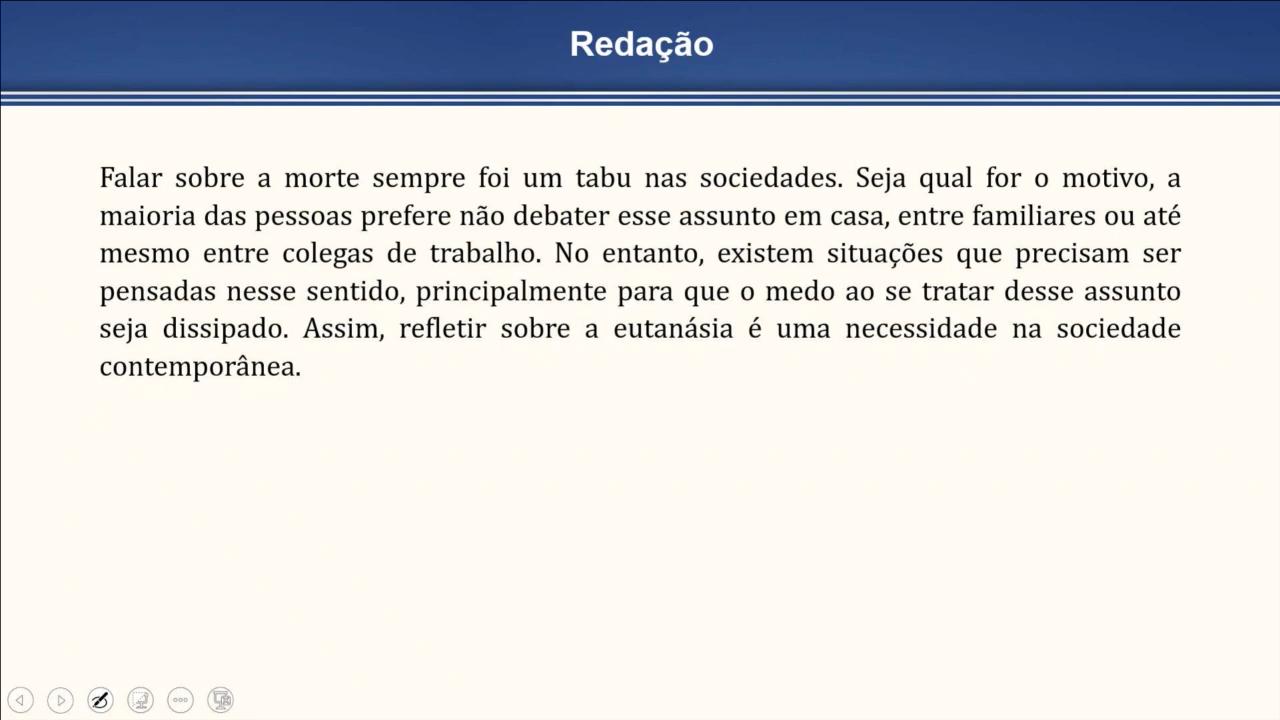 Redação
Falar sobre a morte sempre foi um tabu nas sociedades. Seja qual for o motivo, a
maioria das pessoas prefere não debater esse assunto em casa, entre familiares ou até
mesmo entre colegas de trabalho. No entanto, existem situações que precisam ser
pensadas nesse sentido, principalmente para que o medo ao se tratar desse assunto
seja dissipado. Assim, refletir sobre a eutanásia é uma necessidade na sociedade
contemporânea.